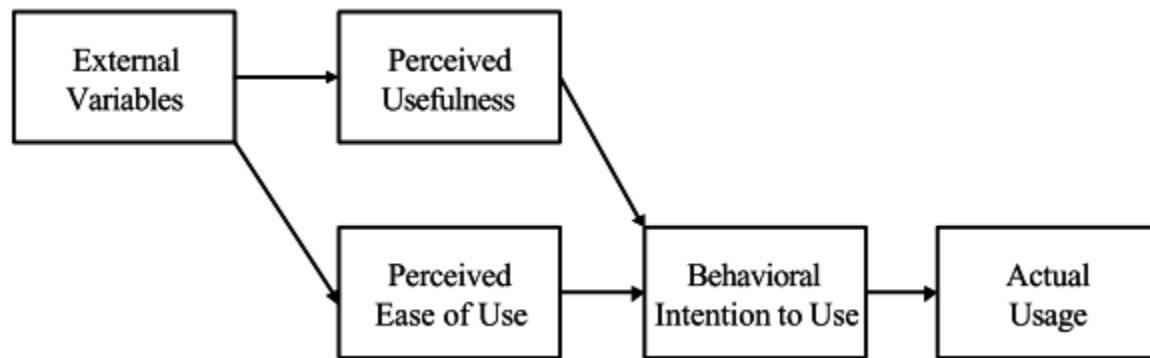 External
Variables
Perceived
Usefulness
Perceived
Ease of Use
Behavioral
Intention to Use
Actual
Usage